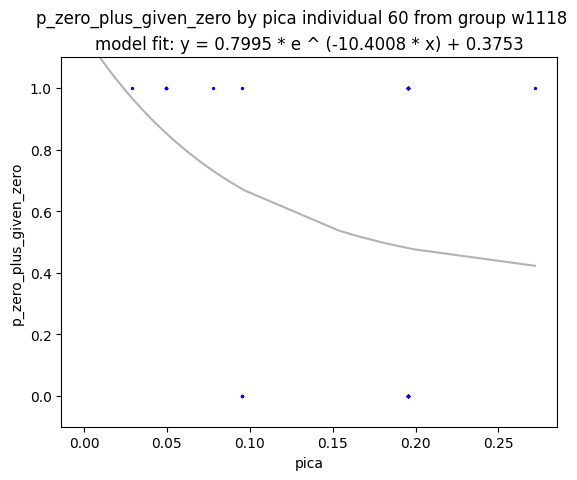 p_zero_plus_given_zero by pica individual 60 from group w1118
model fit: y = 0.7995 * e ^ (-10.4008 * x) + 0.3753
p_zero_plus_given_zero
1.0
0.8
0.6
0.4
0.2
0.0
0.00 0.05 0.10 0.15 0.20 0.25
pica